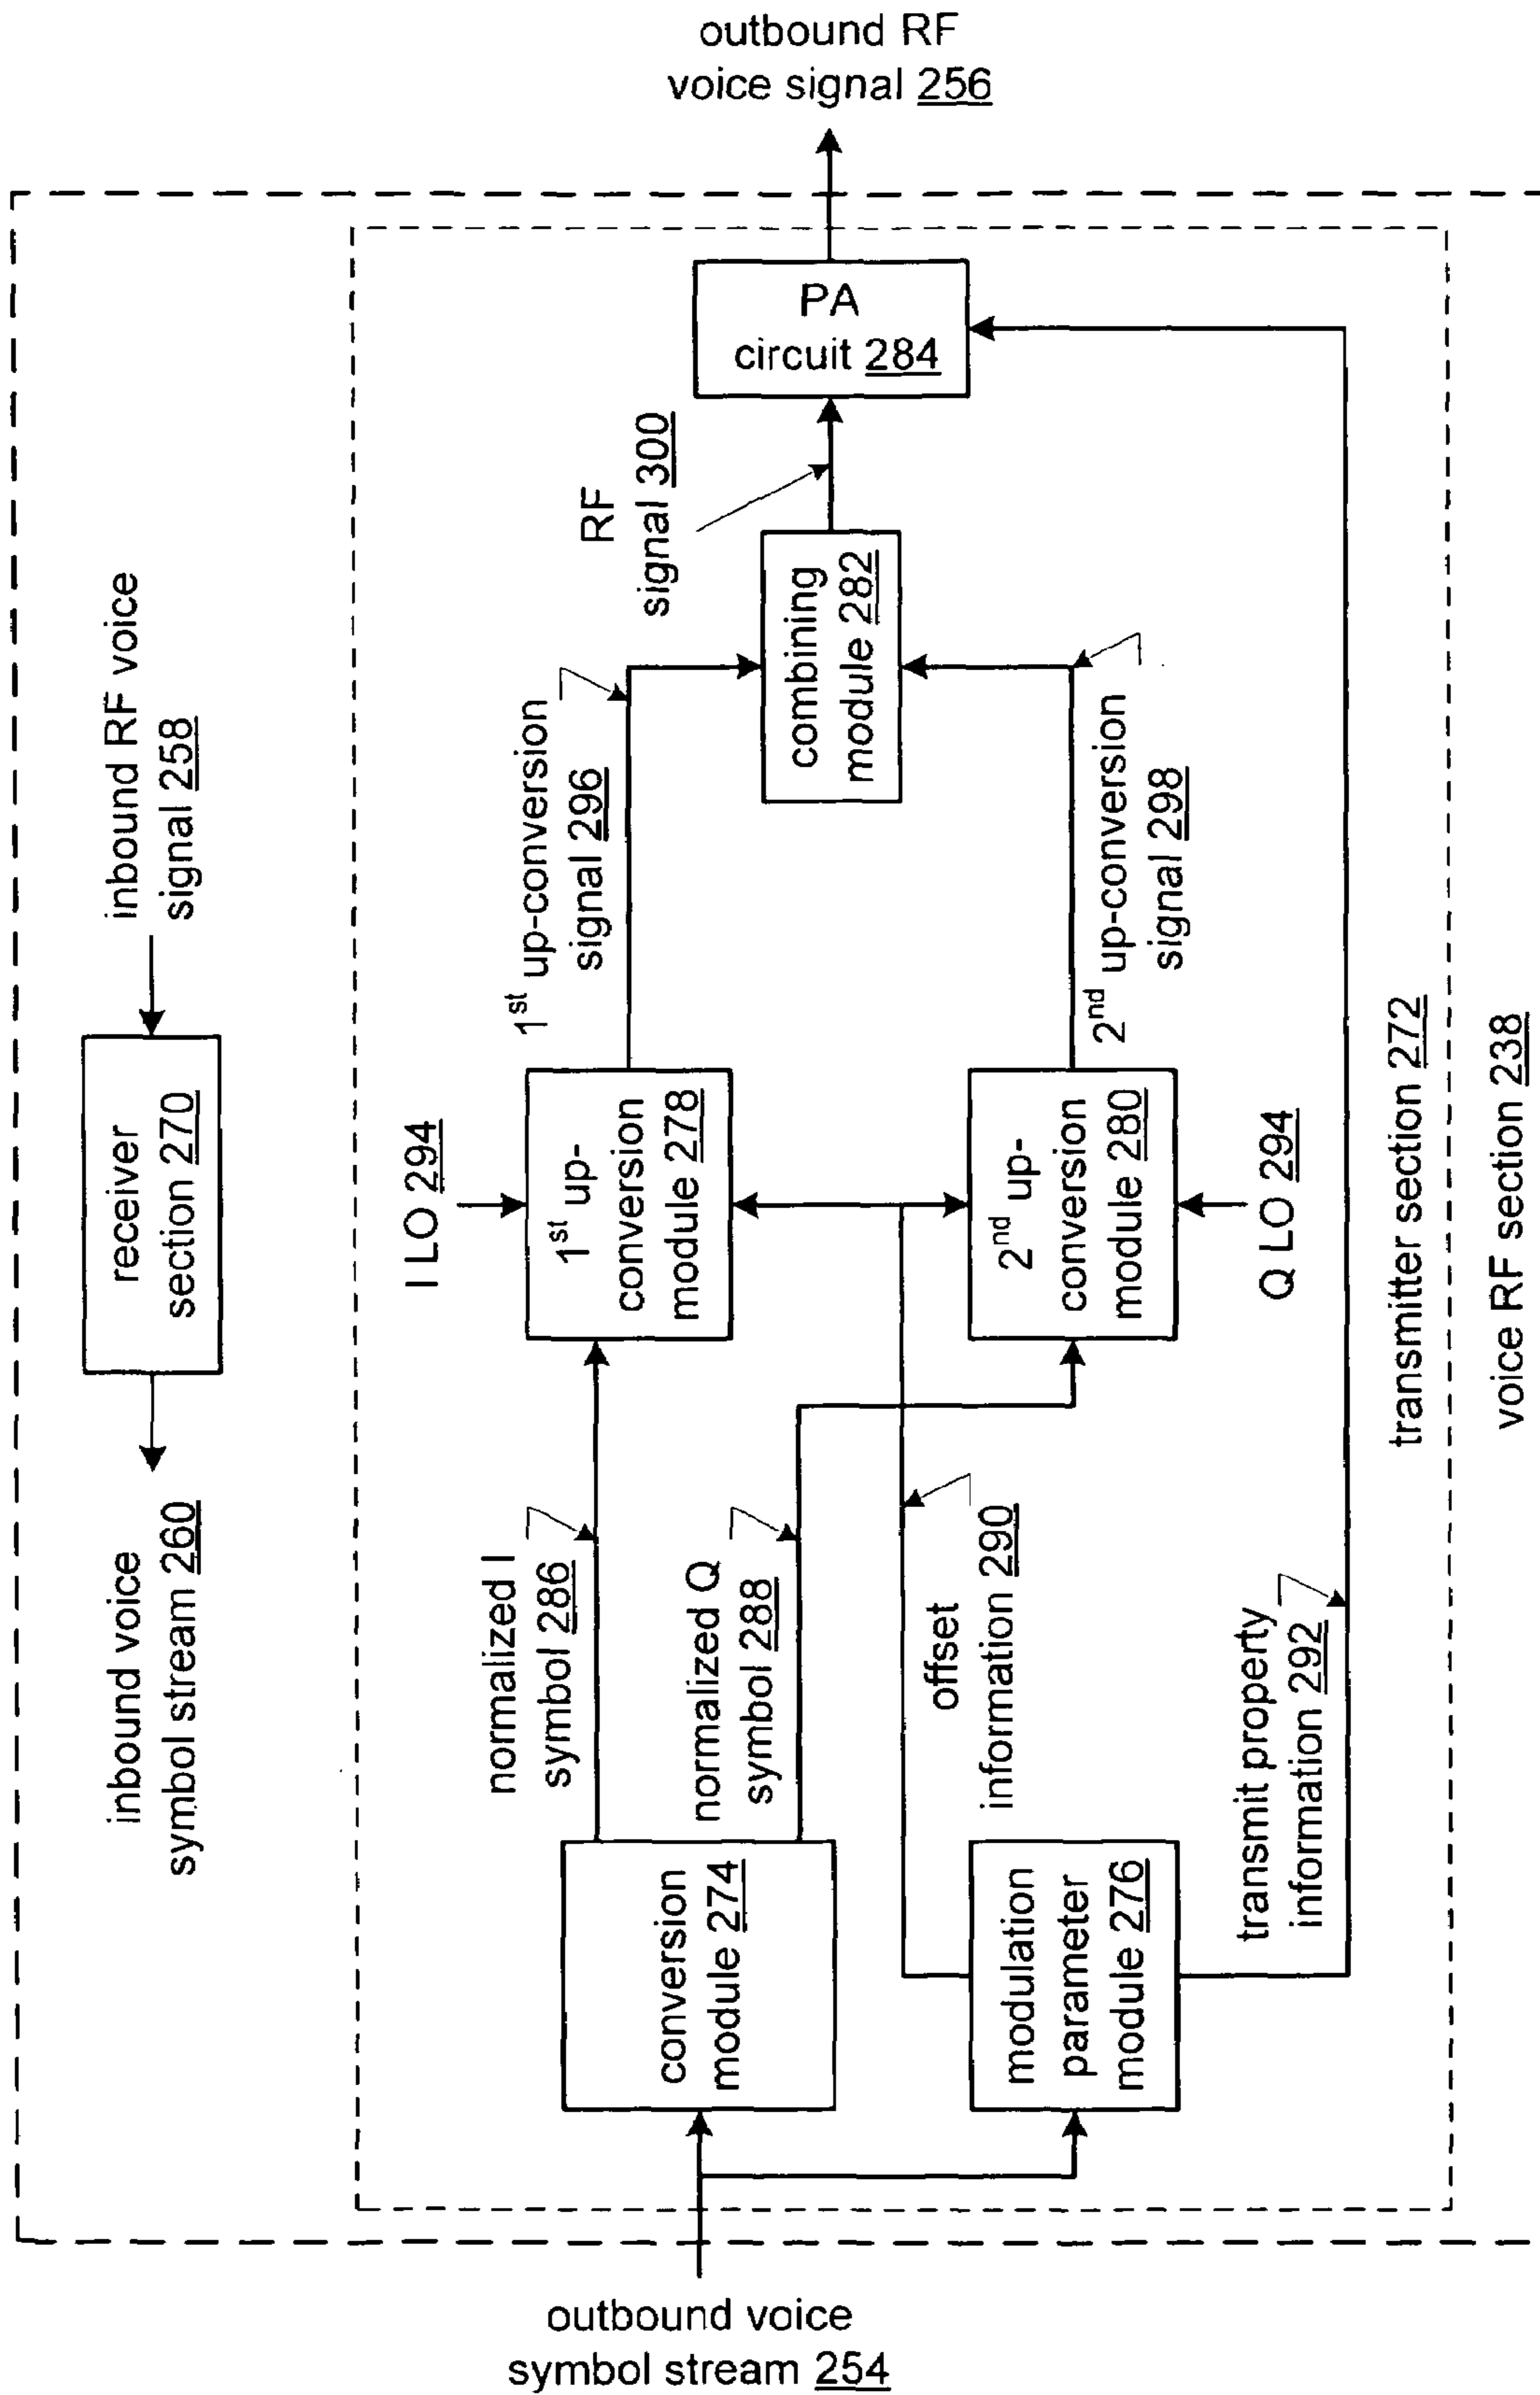 outbound RF
voice signal 256
inbound RF voice
signal 258
receiver
section 270
inbound voice
symbol stream 260
PA
circuit 284
RF
signal 300
combining
module 282
1st up-conversion
signal 296
2nd up-conversion
signal 298
I LO 294
1st up-
conversion
module 278
2nd up-
conversion
module 280
Q LO 294
normalized I
symbol 286
normalized Q
symbol 288
offset
information 290
transmit property
information 292
conversion
module 274
modulation
parameter
module 276
transmitter section 272
voice RF section 238
outbound voice
symbol stream 254